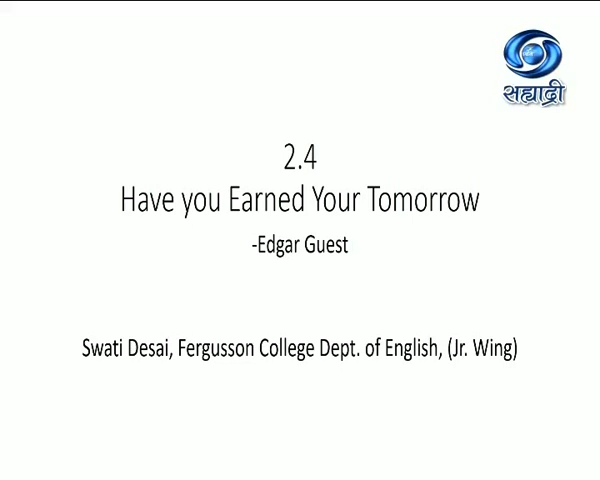 सह्याद्री
2.4
Have you Earned Your Tomorrow
-Edgar Guest
Swati Desai, Fergusson College Dept. of English, (Jr. Wing)